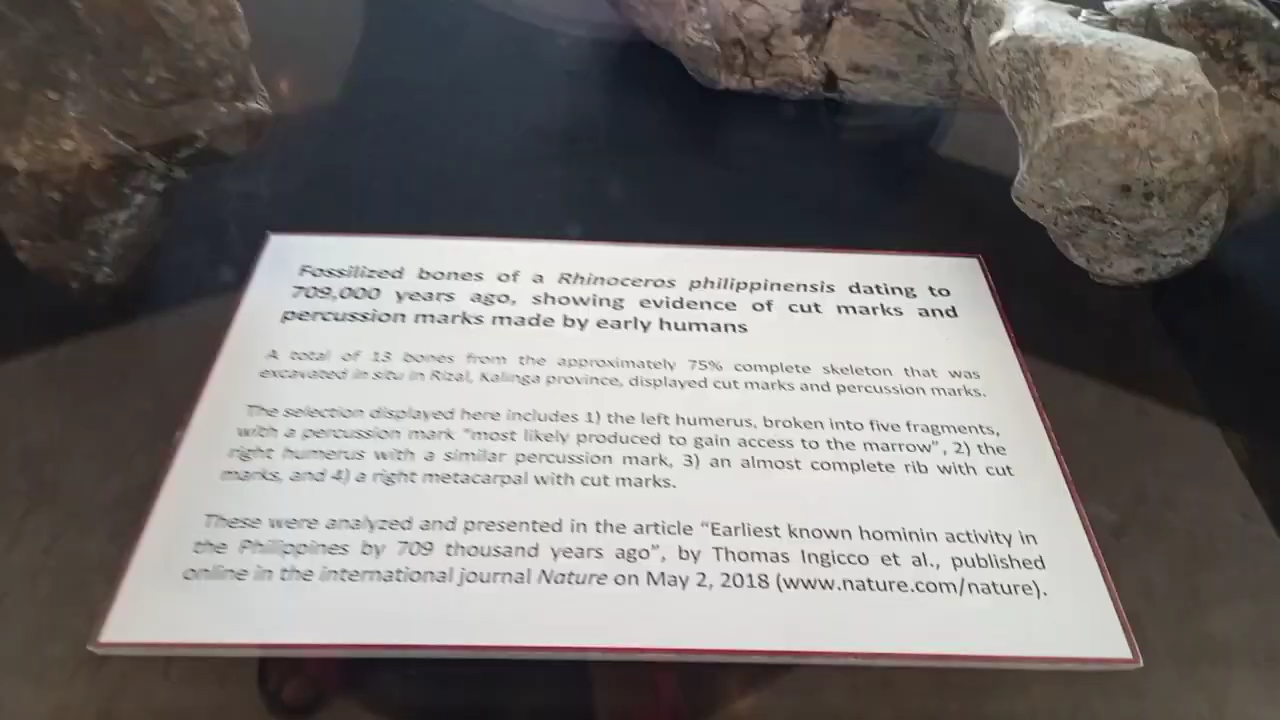 Fossilized bones of a Rhinoceros philippinensis dating to
709,000 years ago, showing evidence of cut marks and
percussion marks made by early humans
A total of 13 bones from the approximately 75% complete skeleton that was
excavated in situ in Rizal, Kalinga province, displayed cut marks and percussion marks.
The selection displayed here includes 1) the left humerus, broken into five fragments,
with a percussion mark “most likely produced to gain access to the marrow”, 2) the
right humerus with a similar percussion mark, 3) an almost complete rib with cut
marks, and 4) a right metacarpal with cut marks.
These were analyzed and presented in the article “Earliest known hominin activity in
the Philippines by 709 thousand years ago”, by Thomas Ingicco et al., published
online in the international journal Nature on May 2, 2018 (www.nature.com/nature).